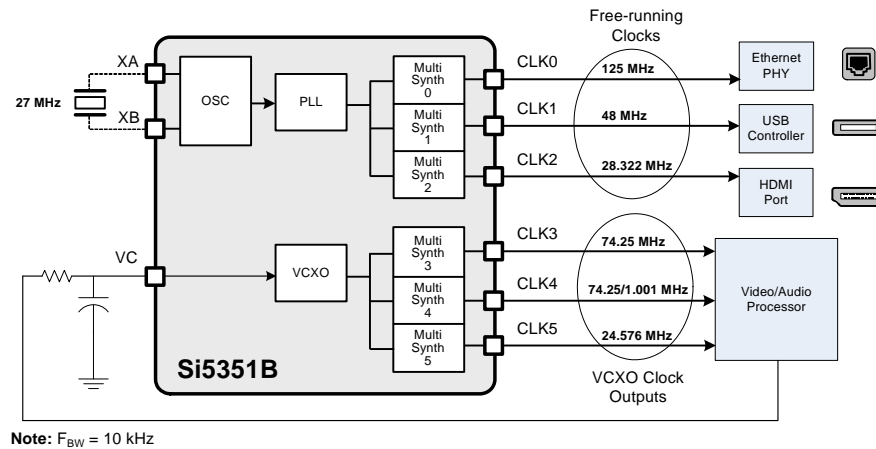 Free-running
Clocks
XA
27 MHz
XB
OSC
PLL
Multi
Synth
0
Multi
Synth
1
Multi
Synth
2
CLK0
125 MHz
Ethernet
PHY
CLK1
48 MHz
USB
Controller
CLK2
28.322 MHz
HDMI
Port
VC
VCXO
Multi
Synth
3
Multi
Synth
4
Multi
Synth
5
CLK3
74.25 MHz
CLK4
74.25/1.001 MHz
CLK5
24.576 MHz
Video/Audio
Processor
Si5351B
VCXO Clock
Outputs
Note: FBW = 10 kHz